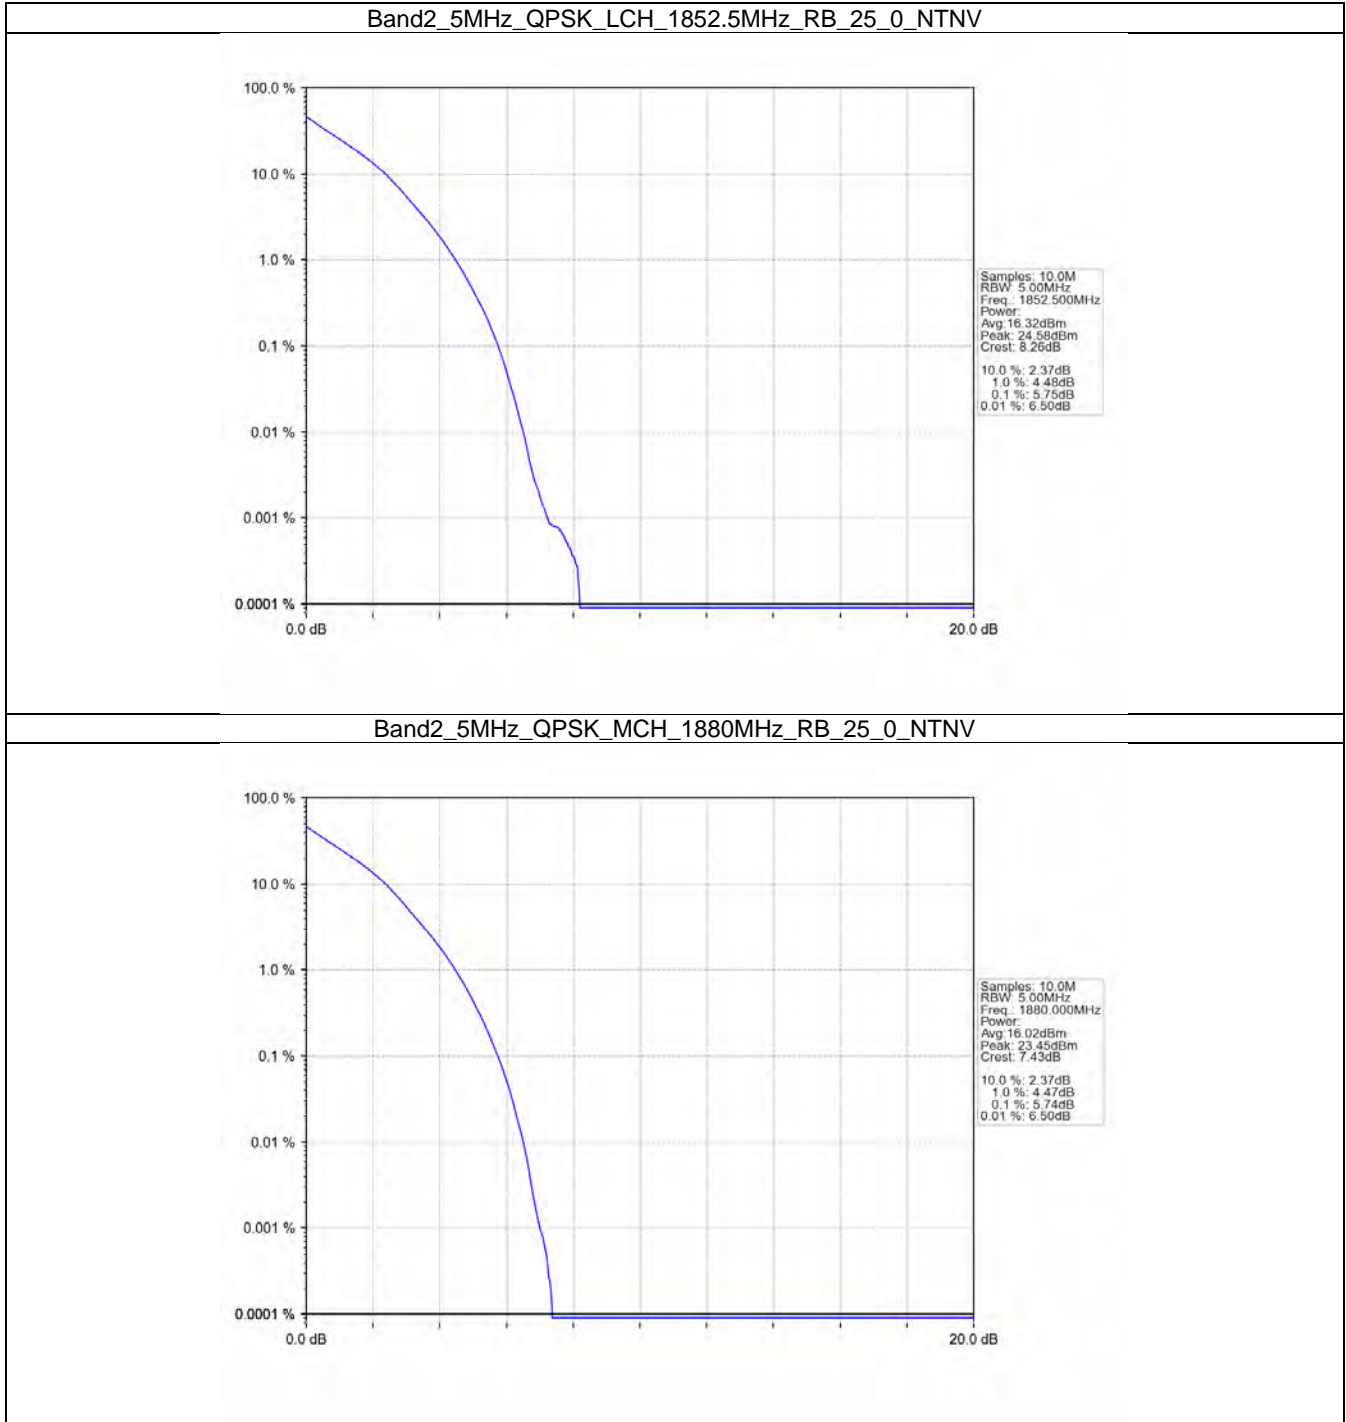 Band2_5MHz_QPSK_LCH_1852.5MHz_RB_25_0_NTNV
100.0 %
10.0 %
1.0 %
0.1 %
0.01 %
0.001 %
0.0001 %
0.0 dB
20.0 dB
Samples: 10.0M
RBW: 5.00MHz
Freq.: 1852.500MHz
Power:
Avg:16.32dBm
Peak: 24.58dBm
Crest: 8.26dB
10.0 %: 2.37dB
1.0 %: 4.48dB
0.1 %: 5.75dB
0.01 %: 6.50dB
Band2_5MHz_QPSK_MCH_1880MHz_RB_25_0_NTNV
100.0 %
10.0 %
1.0 %
0.1 %
0.01 %
0.001 %
0.0001 %
0.0 dB
20.0 dB
Samples: 10.0M
RBW: 5.00MHz
Freq.: 1880.000MHz
Power:
Avg:16.02dBm
Peak: 23.45dBm
Crest: 7.43dB
10.0 %: 2.37dB
1.0 %: 4.47dB
0.1 %: 5.74dB
0.01 %: 6.50dB